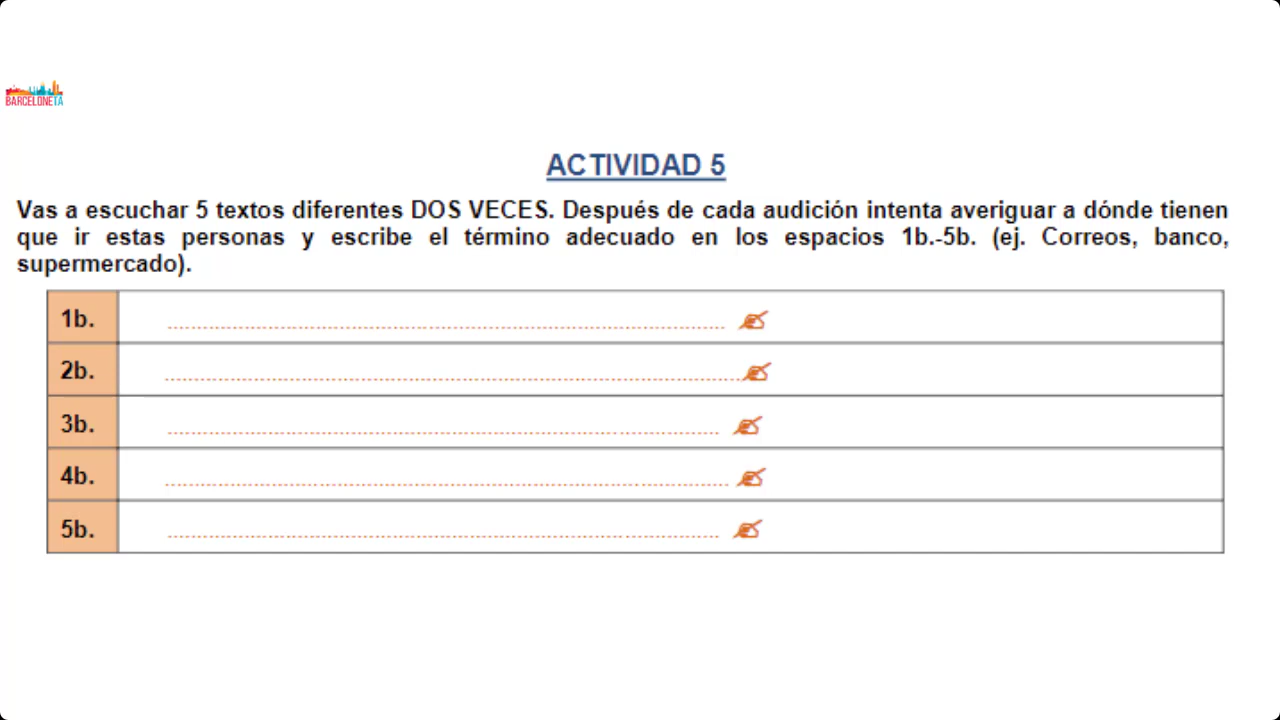 BARCELONETA
ACTIVIDAD 5
Vas a escuchar 5 textos diferentes DOS VECES. Después de cada audición intenta averiguar a dónde tienen
que ir estas personas y escribe el término adecuado en los espacios 1b.-5b. (ej. Correos, banco,
supermercado).
1b. ..........................................................................................
2b. ..........................................................................................
3b. ..........................................................................................
4b. ..........................................................................................
5b. ..........................................................................................